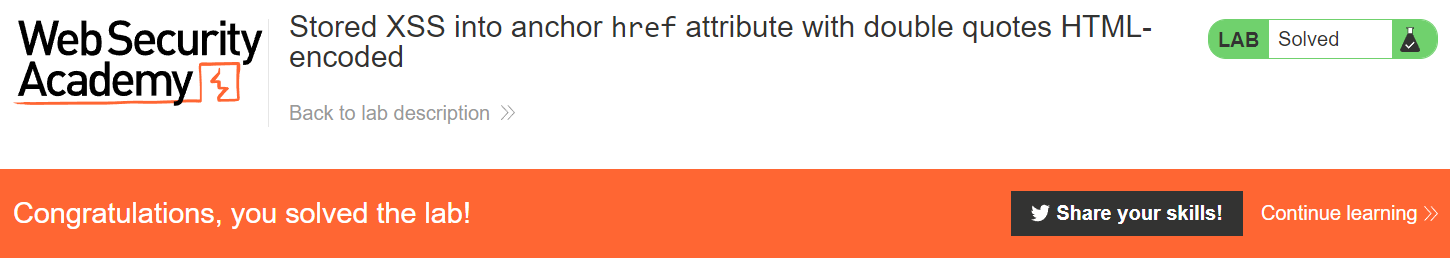 Web Security
Academy
Stored XSS into anchor href attribute with double quotes HTML-
encoded
Back to lab description
LAB Solved
Congratulations, you solved the lab!
Share your skills!
Continue learning